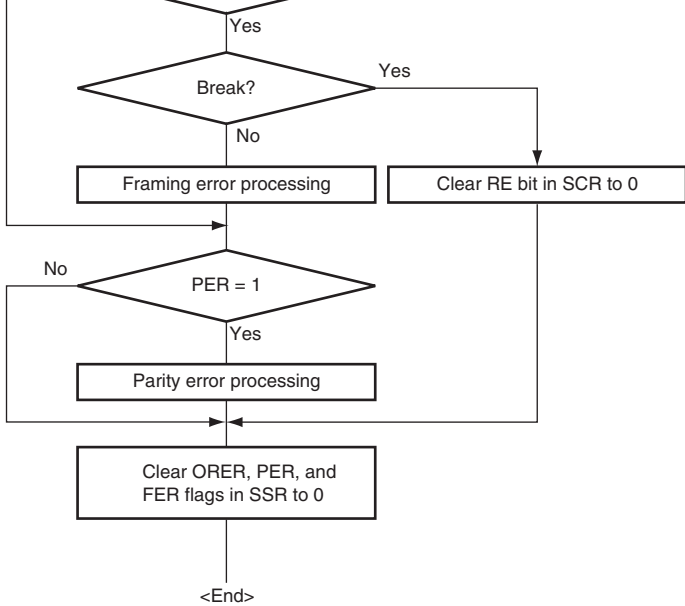 Yes
Break?
Yes
No
Framing error processing
Clear RE bit in SCR to 0
No
PER = 1
Yes
Parity error processing
Clear ORER, PER, and
FER flags in SSR to 0
<End>